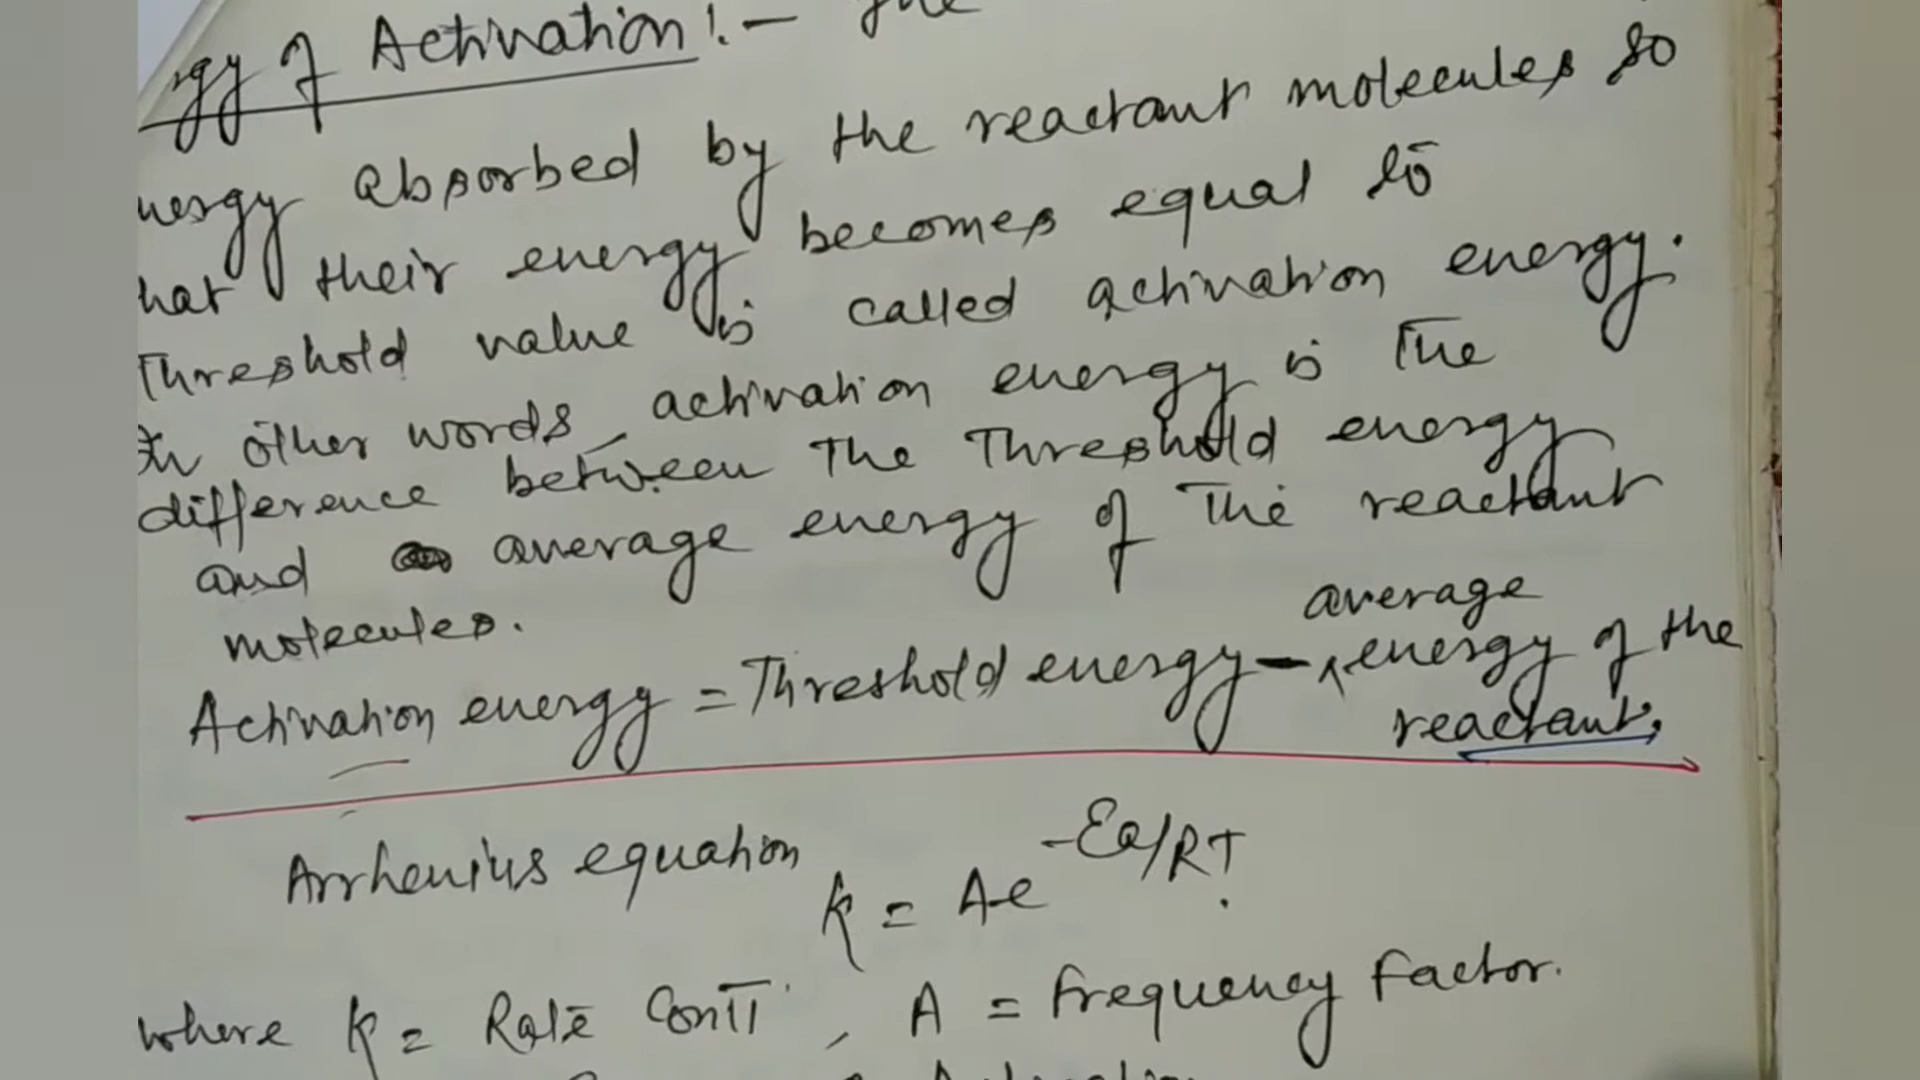 rgy of Activation :- The
nergy absorbed by the reactant molecules so
hat their energy becomes equal to
Threshold value is called activation energy.
In other words, activation energy is the
difference between The Threshold energy
and average energy of The reactant
molecules.
average
Activation energy = Threshold energy - energy of the
reactant.
Arrhenius equation
k = Ae^-Ea/RT.
where k = Rate Constt, A = Frequency Factor.